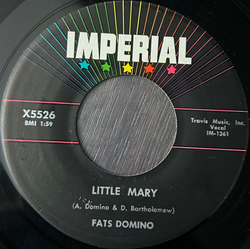 IMPERIAL
X5526
BMI 1:59
Travis Music, Inc.
Vocal
IM-1361
LITTLE MARY
(A. Domino & D. Bartholomew)
FATS DOMINO